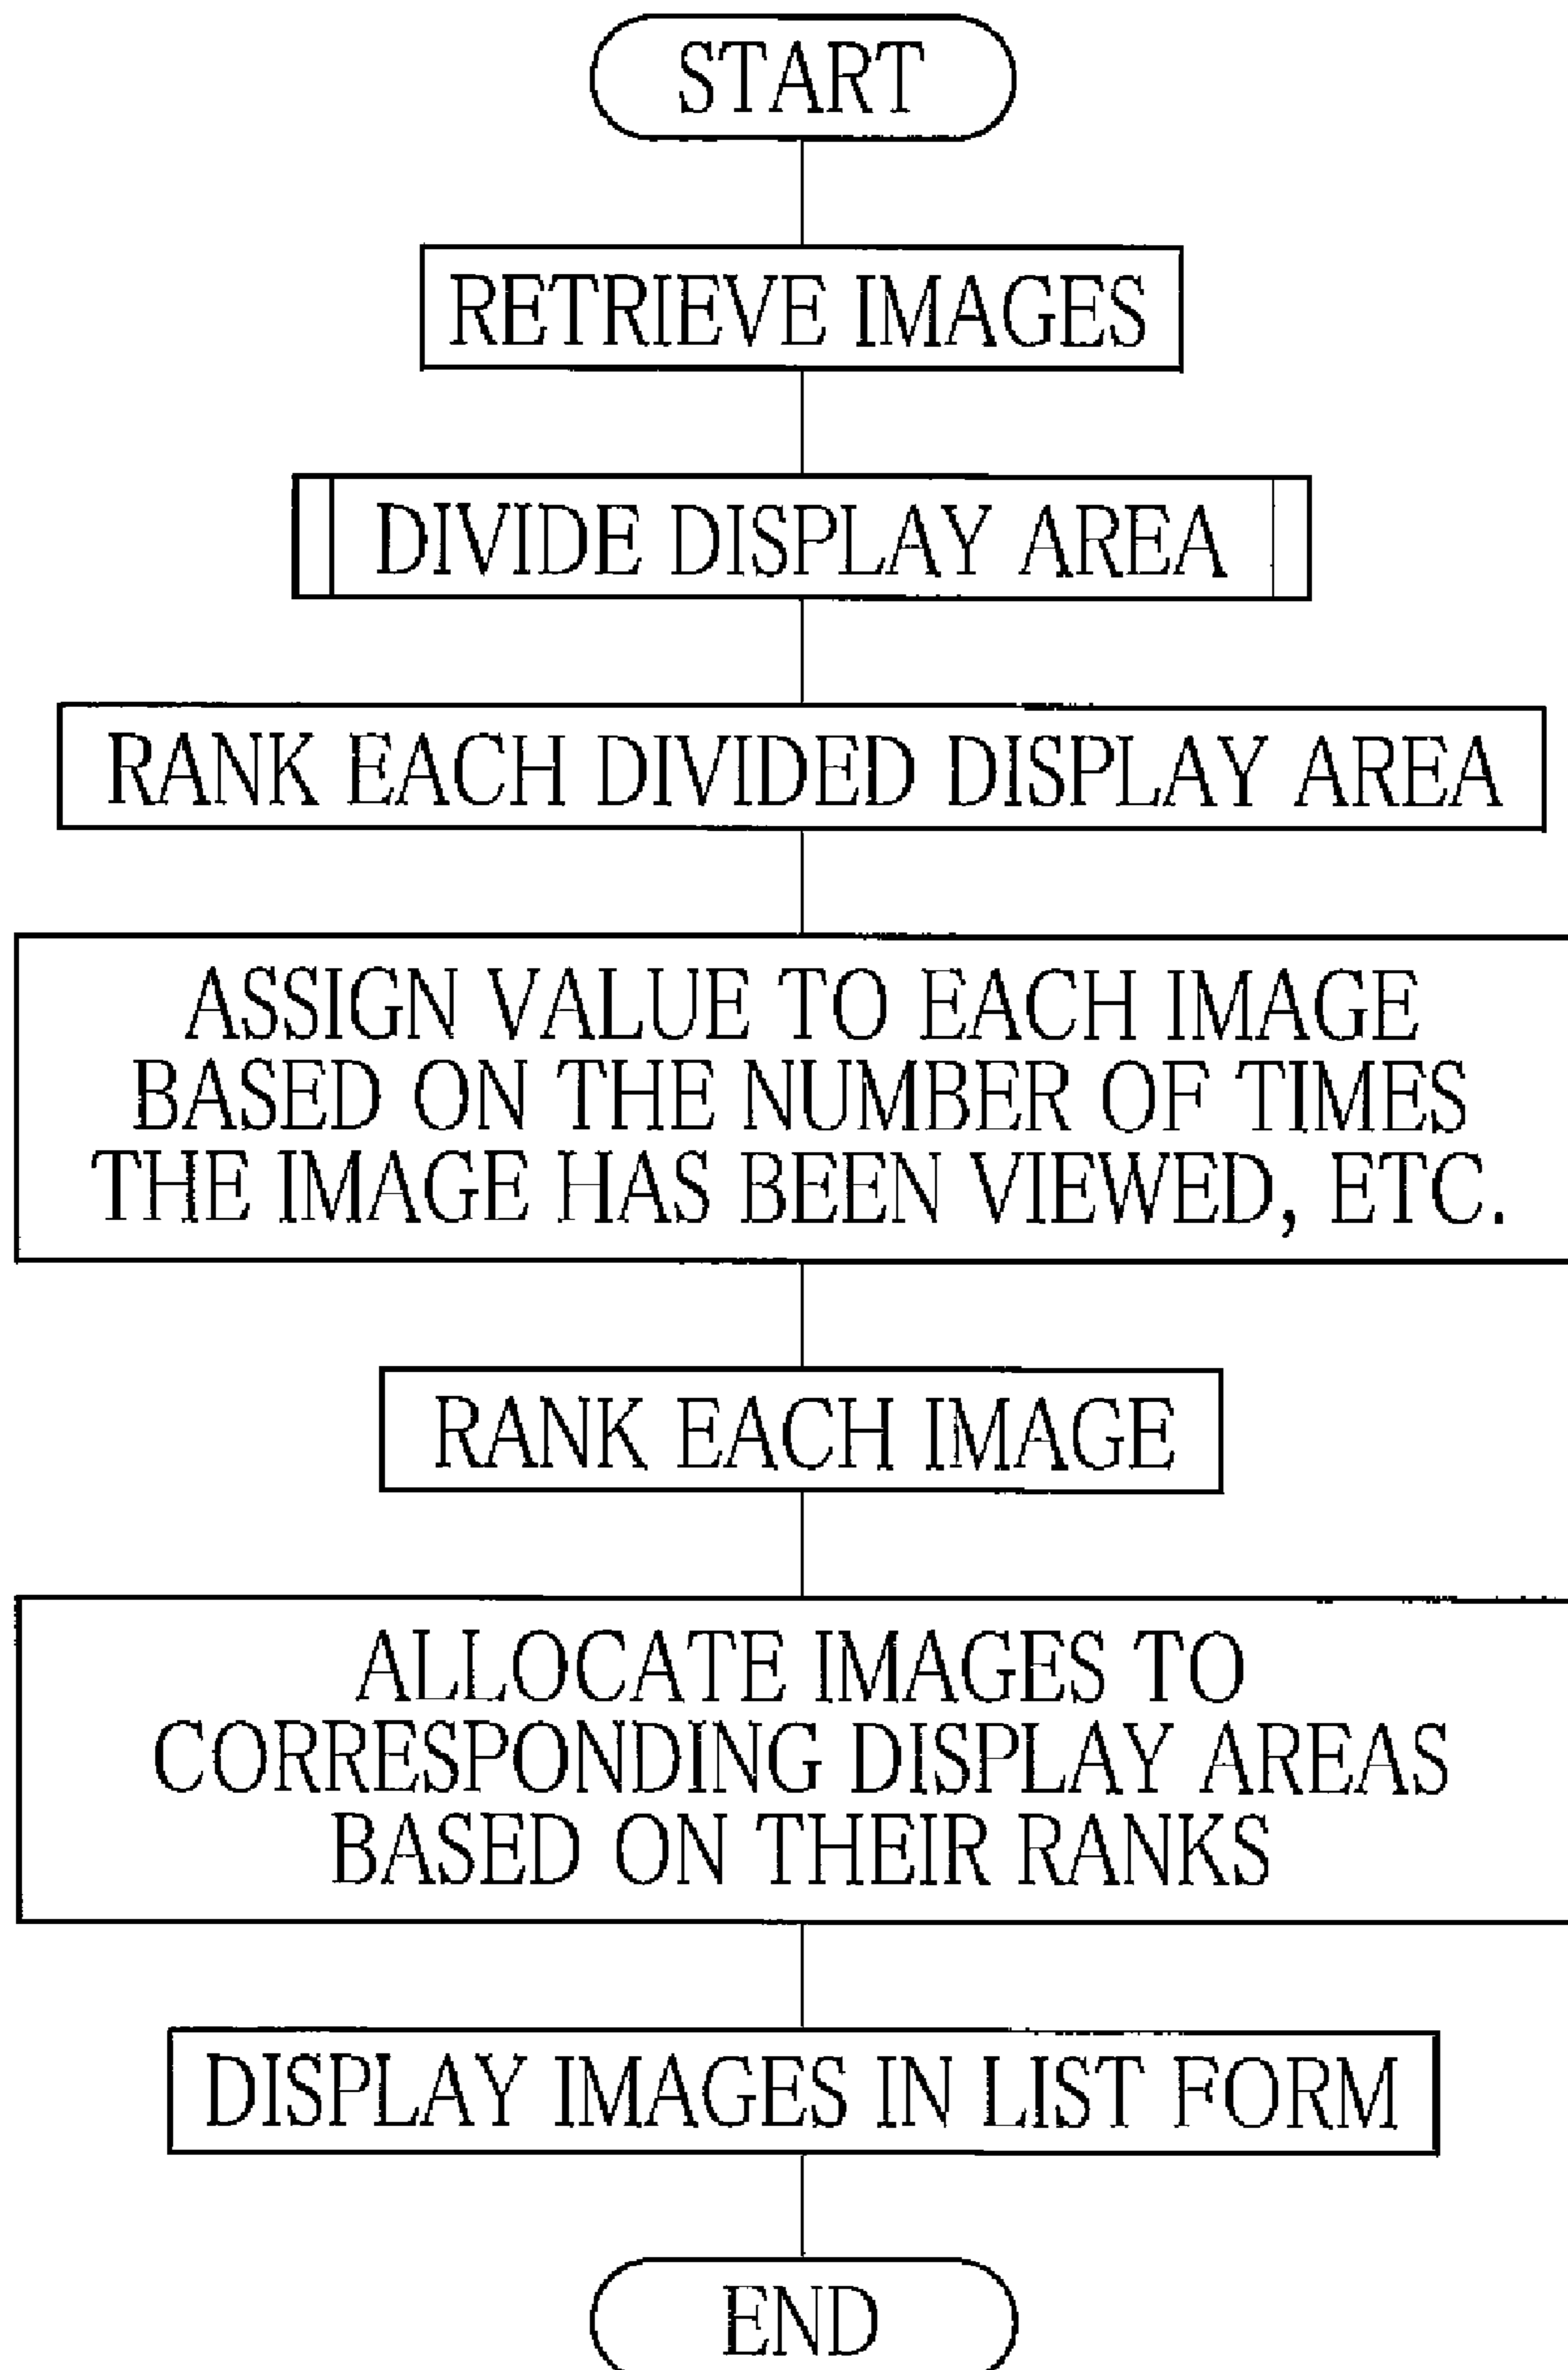 START
RETRIEVE IMAGES
DIVIDE DISPLAY AREA
RANK EACH DIVIDED DISPLAY AREA
ASSIGN VALUE TO EACH IMAGE
BASED ON THE NUMBER OF TIMES
THE IMAGE HAS BEEN VIEWED, ETC.
RANK EACH IMAGE
ALLOCATE IMAGES TO
CORRESPONDING DISPLAY AREAS
BASED ON THEIR RANKS
DISPLAY IMAGES IN LIST FORM
END